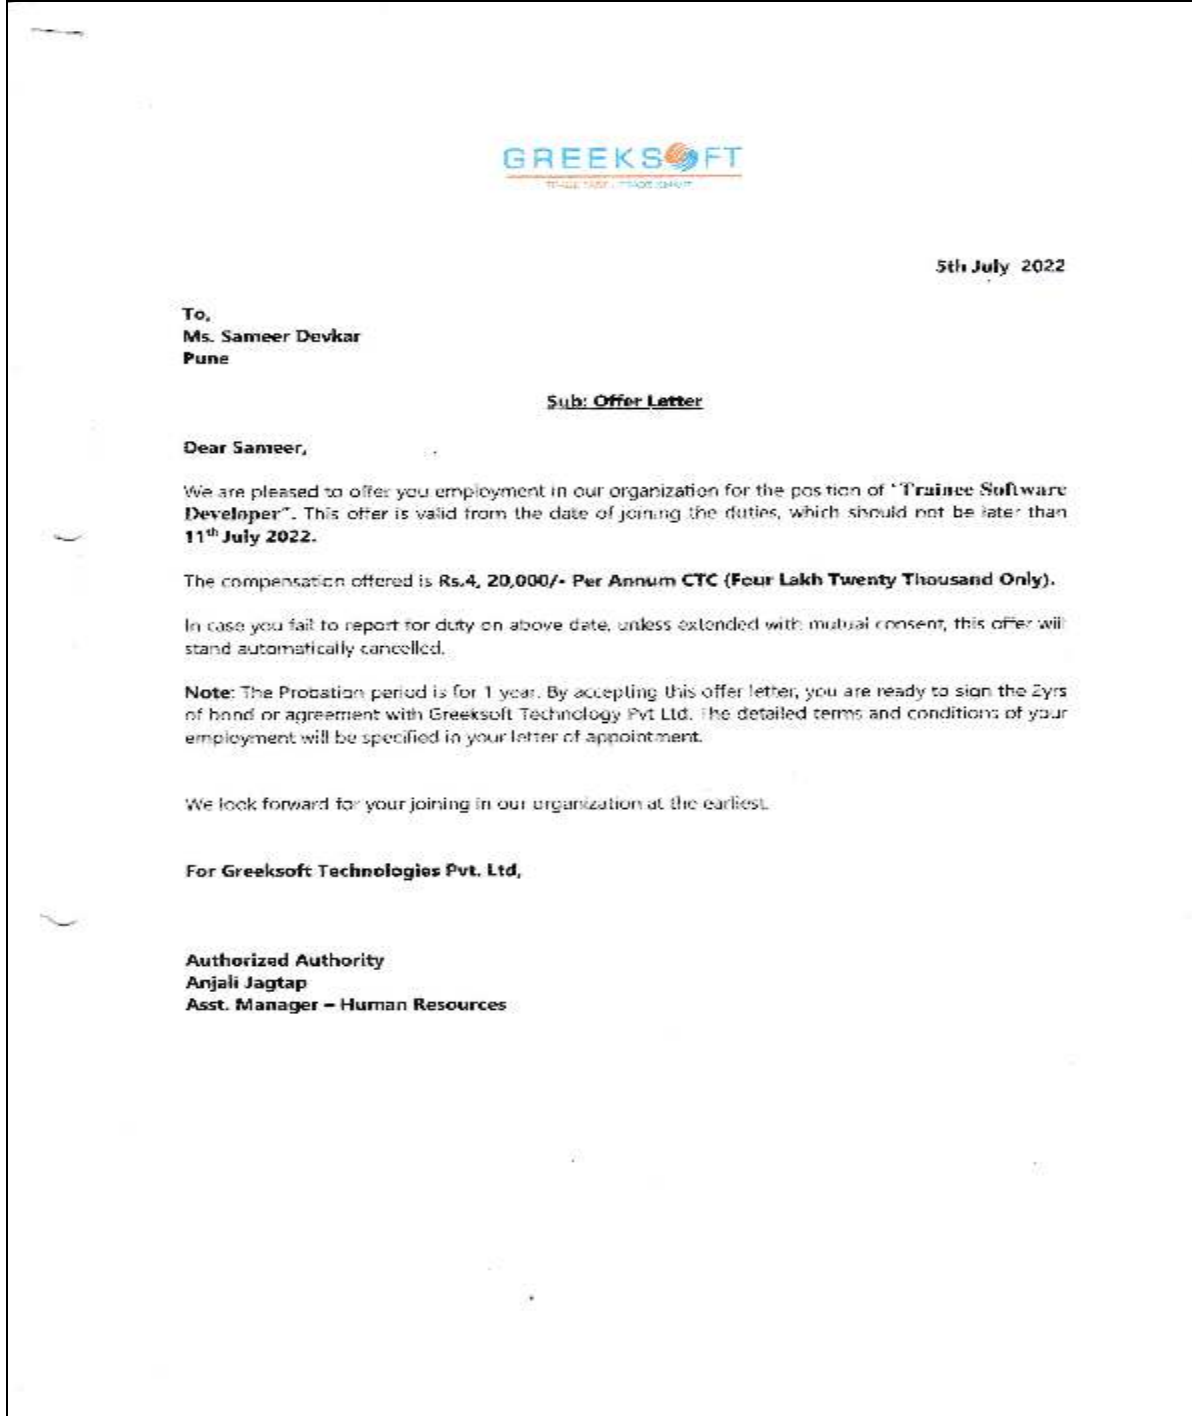 GREEKSOFT
5th July 2022
To,
Ms. Sameer Devkar
Pune
Sub: Offer Letter
Dear Sameer,
We are pleased to offer you employment in our organization for the position of "Trainee Software
Developer". This offer is valid from the date of joining the duties, which should not be later than
11th July 2022.
The compensation offered is Rs.4, 20,000/- Per Annum CTC (Four Lakh Twenty Thousand Only).
In case you fail to report for duty on above date, unless extended with mutual consent, this offer will
stand automatically cancelled.
Note: The Probation period is for 1 year. By accepting this offer letter, you are ready to sign the 2yrs
of bond or agreement with Greeksoft Technology Pvt Ltd. The detailed terms and conditions of your
employment will be specified in your letter of appointment.
We look forward for your joining in our organization at the earliest.
For Greeksoft Technologies Pvt. Ltd,
Authorized Authority
Anjali Jagtap
Asst. Manager – Human Resources